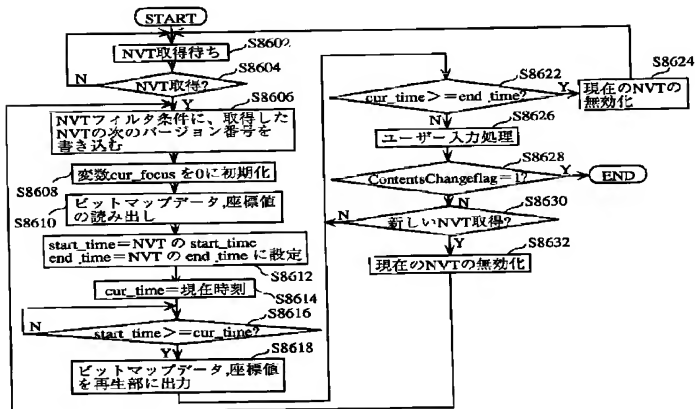 START
S8602
NVT取得待ち
S8604
NVT取得?
N
Y
S8606
NVTフィルタ条件に、取得した
NVTの次のバージョン番号を
書き込む
変数cur_focusを0に初期化
S8608
ビットマップデータ,座標値
の読み出し
S8610
start_time=NVTのstart_time
end_time=NVTのend_timeに設定
S8612
cur_time=現在時刻
S8614
S8616
start_time>=cur_time?
N
Y
S8618
ビットマップデータ,座標値
を再生部に出力
S8622
cur_time>=end_time?
Y
N
S8624
現在のNVTの
無効化
S8626
ユーザー入力処理
S8628
ContentsChangeflag=1?
Y
END
N
S8630
新しいNVT取得?
N
Y
S8632
現在のNVTの無効化